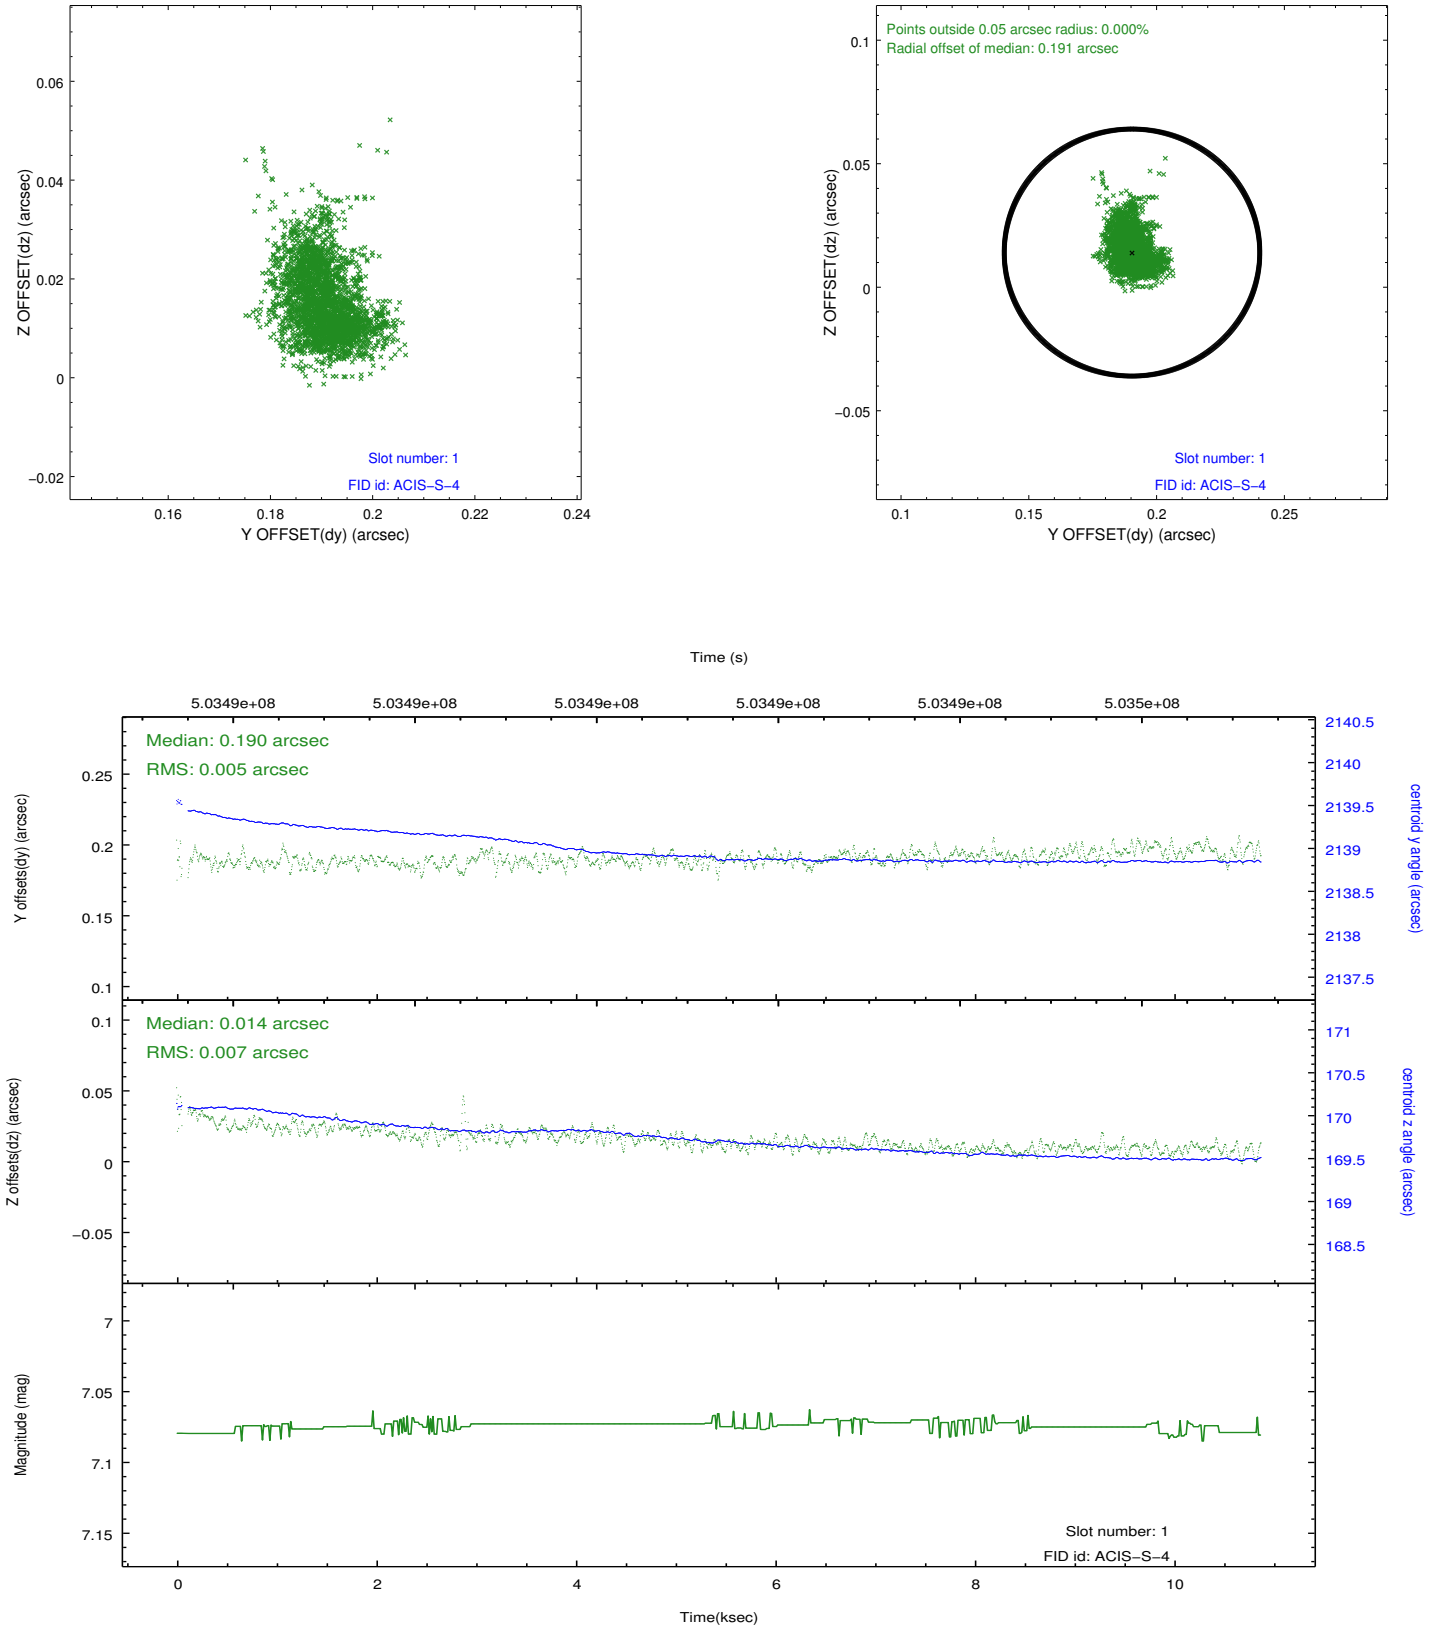 0.06
0.04
0.02
0
−0.02
0.16
0.18
0.2
0.22
0.24
Z OFFSET(dz) (arcsec)
Y OFFSET(dy) (arcsec)
Slot number: 1
FID id: ACIS−S−4
Points outside 0.05 arcsec radius: 0.000%
Radial offset of median: 0.191 arcsec
0.1
0.05
0
−0.05
0.1
0.15
0.2
0.25
Z OFFSET(dz) (arcsec)
Y OFFSET(dy) (arcsec)
Slot number: 1
FID id: ACIS−S−4
Time (s)
5.0349e+08
5.0349e+08
5.0349e+08
5.0349e+08
5.0349e+08
5.035e+08
Median: 0.190 arcsec
RMS: 0.005 arcsec
0.25
0.2
0.15
0.1
Y offsets(dy) (arcsec)
2140.5
2140
2139.5
2139
2138.5
2138
2137.5
centroid y angle (arcsec)
Median: 0.014 arcsec
RMS: 0.007 arcsec
0.1
0.05
0
−0.05
Z offsets(dz) (arcsec)
171
170.5
170
169.5
169
168.5
centroid z angle (arcsec)
7
7.05
7.1
7.15
Magnitude (mag)
Slot number: 1
FID id: ACIS−S−4
0
2
4
6
8
10
Time(ksec)